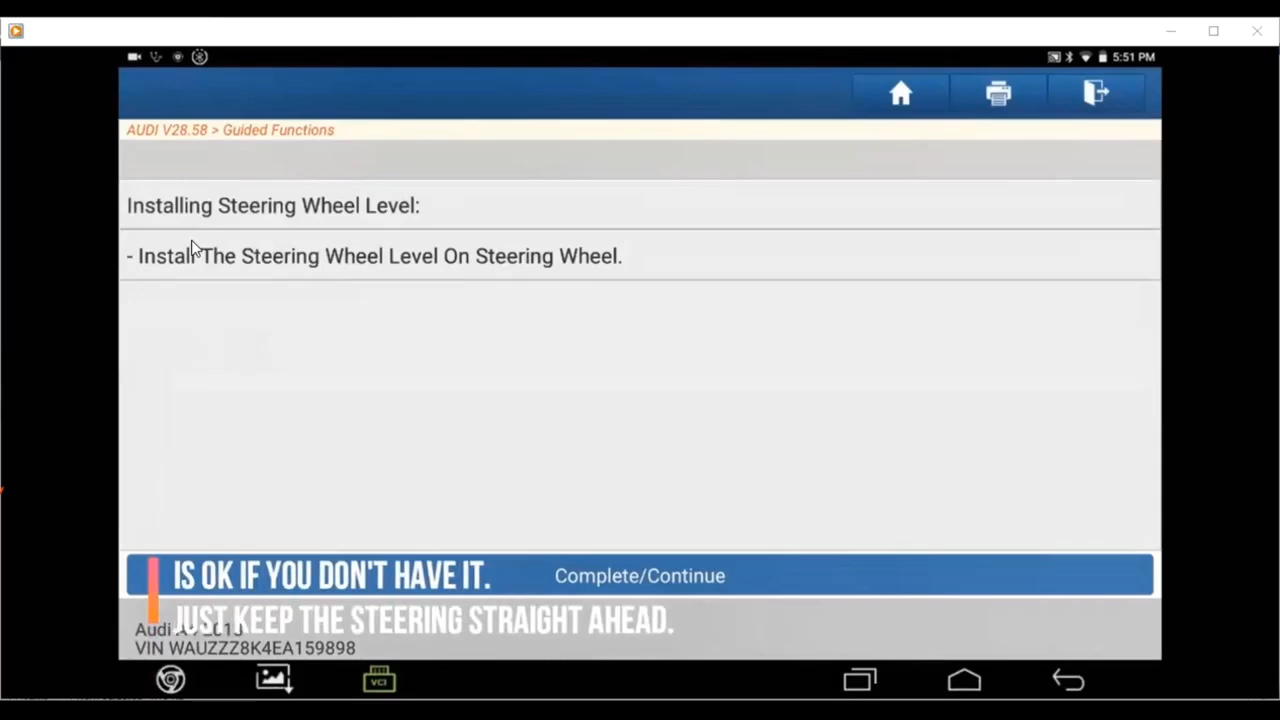 5:51 PM
AUDI V28.58 > Guided Functions
Installing Steering Wheel Level:
- Install The Steering Wheel Level On Steering Wheel.
IS OK IF YOU DON'T HAVE IT.
Complete/Continue
JUST KEEP THE STEERING STRAIGHT AHEAD.
Audi
VIN WAUZZZ8K4EA159898
VCI